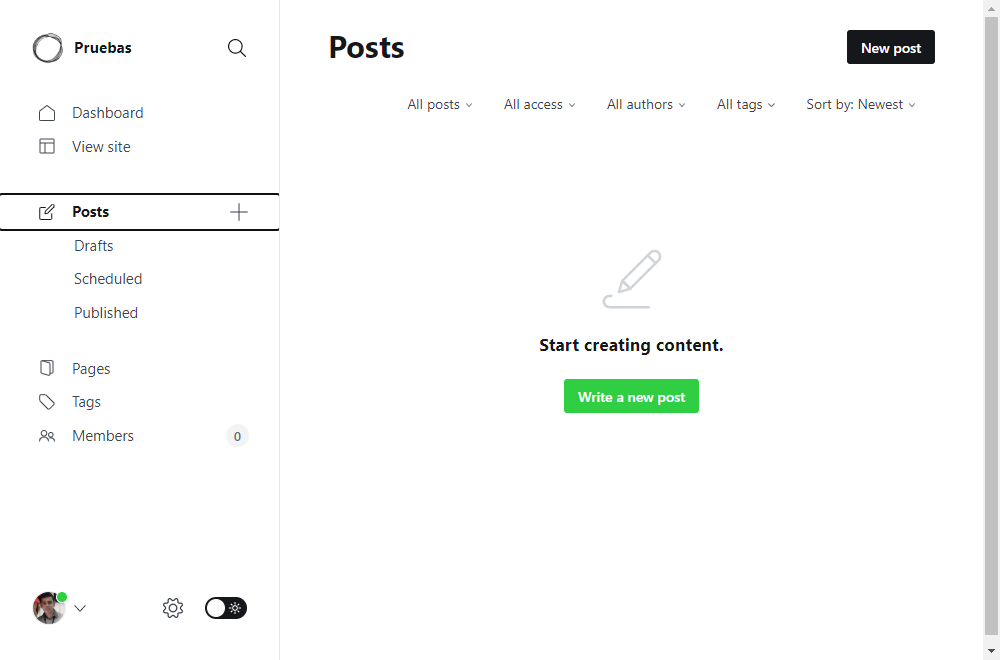 Pruebas
Dashboard
View site
Posts
Drafts
Scheduled
Published
Pages
Tags
Members 0
Posts
New post
All posts All access All authors All tags Sort by: Newest
Start creating content.
Write a new post